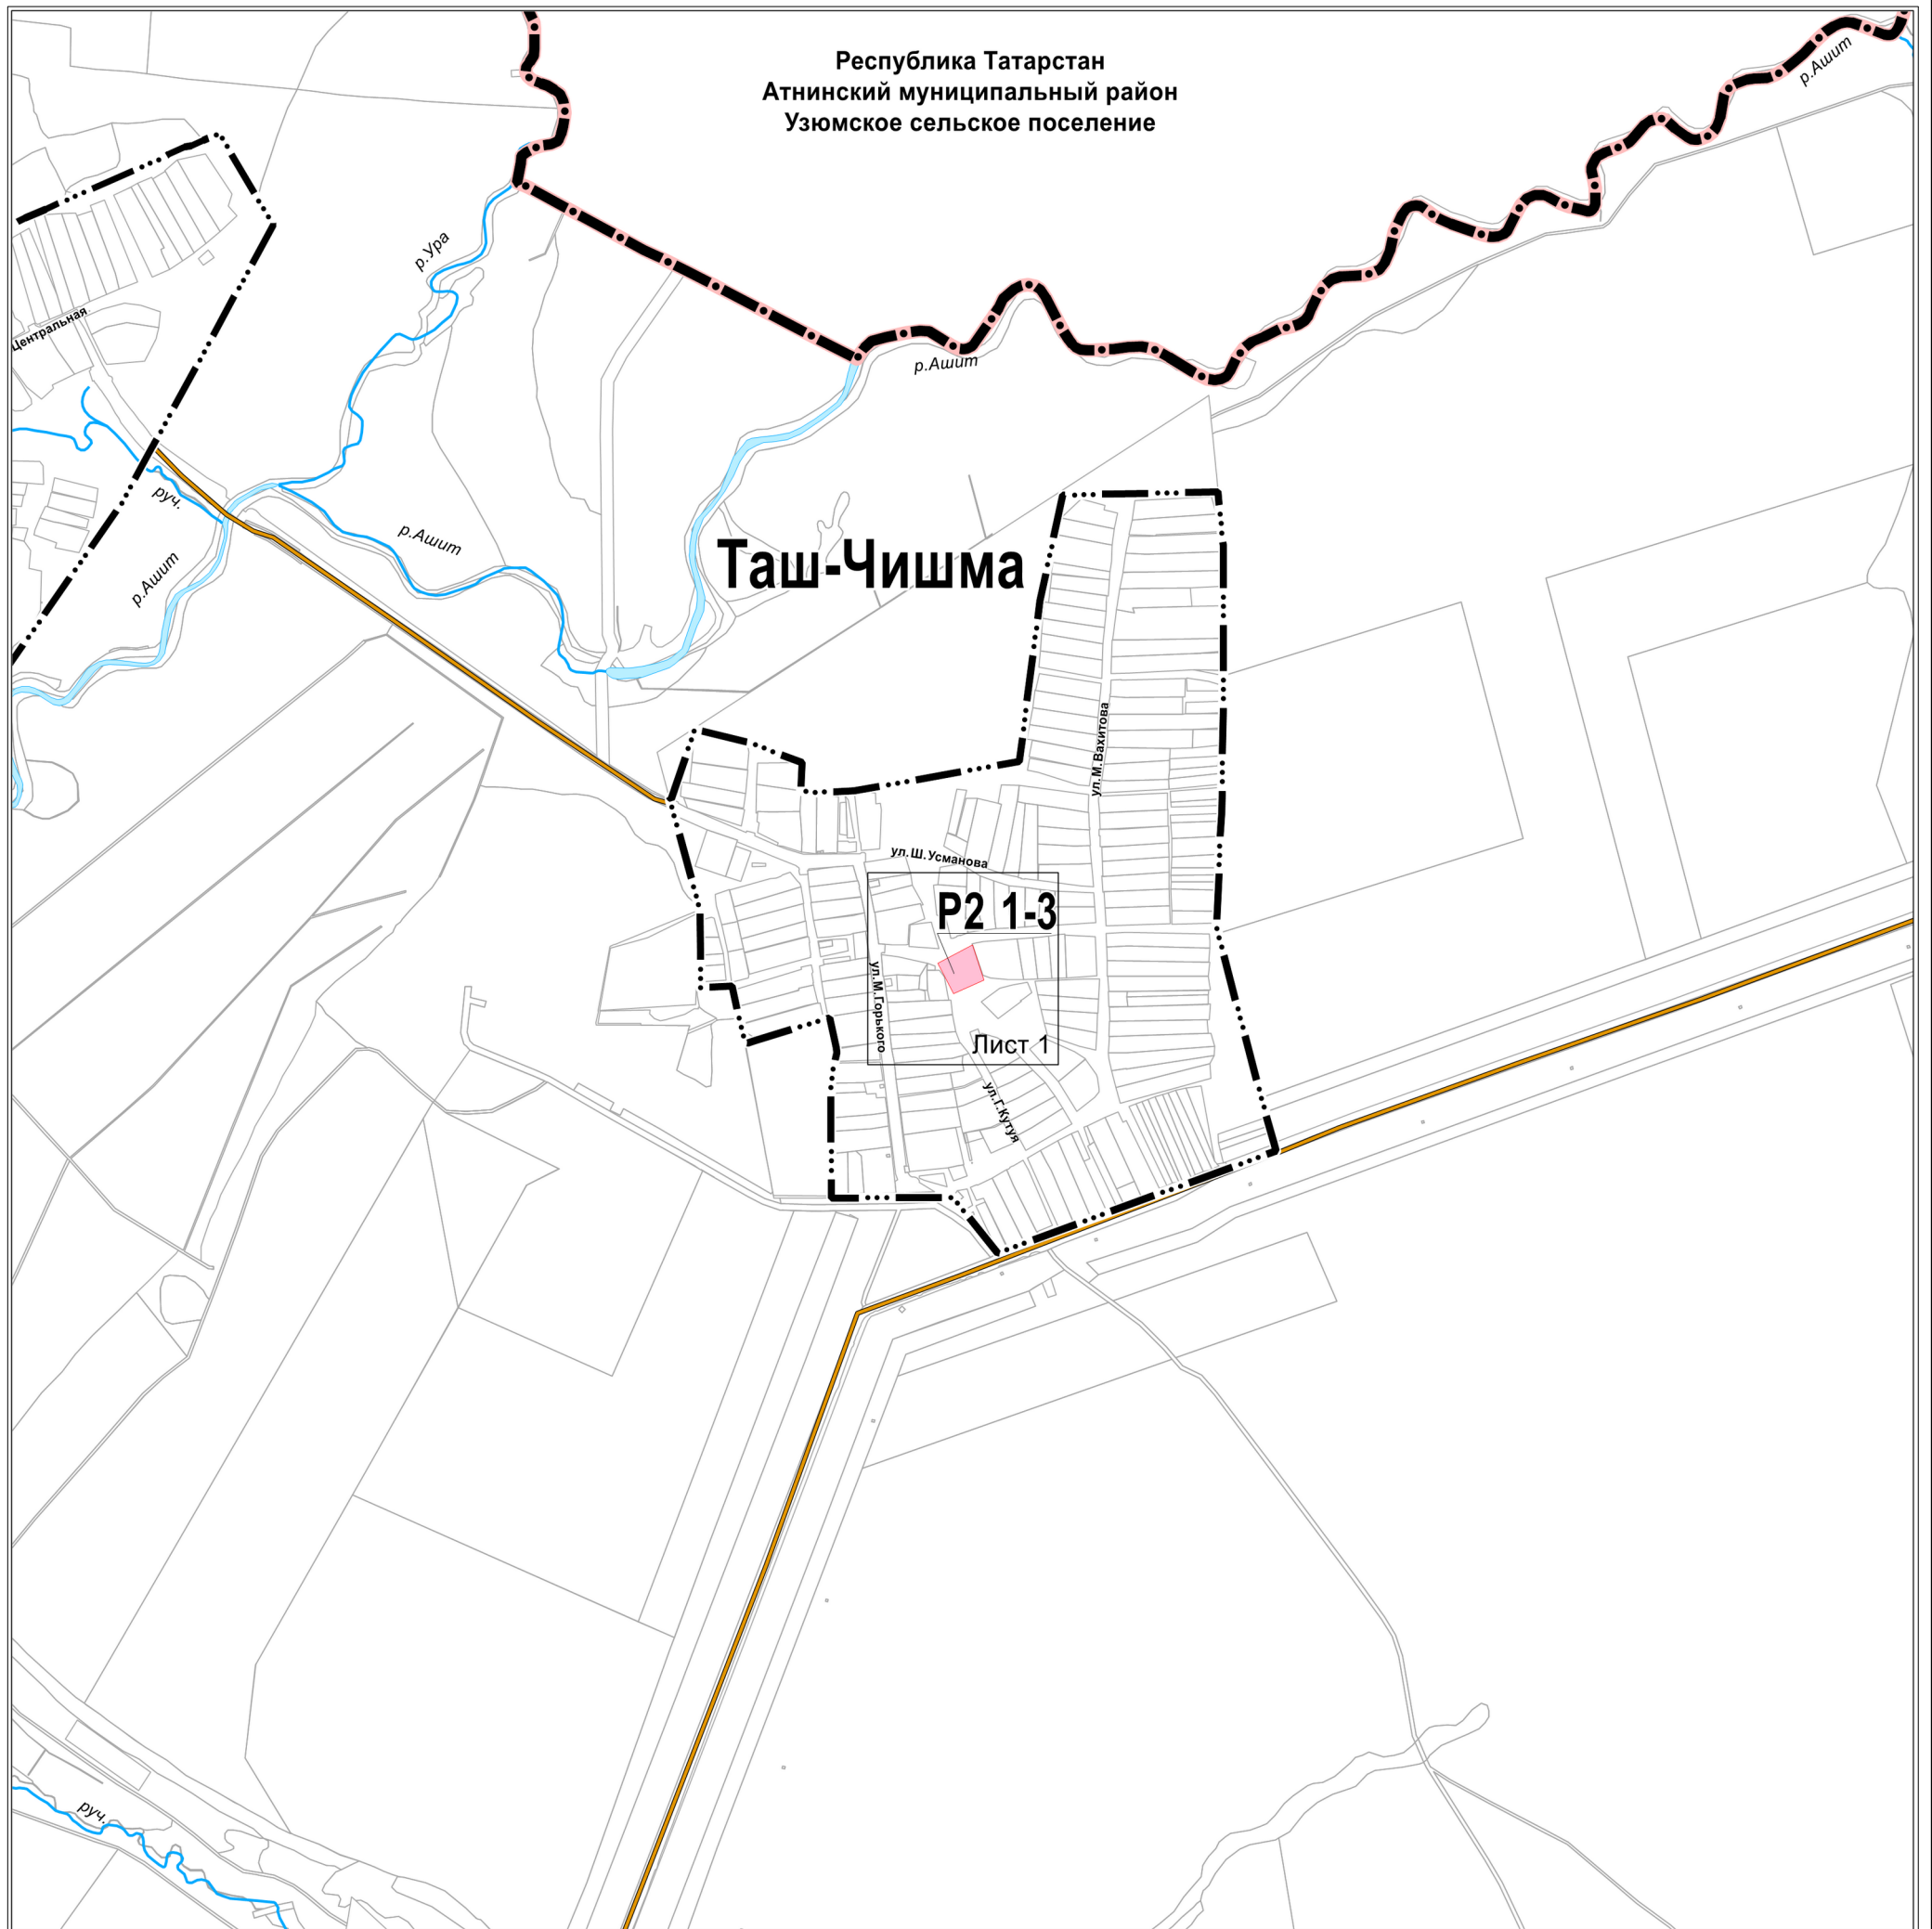 Республика Татарстан
Атнинский муниципальный район
Узюмское сельское поселение
р.Ашит
р.Ура
Центральная
р.Ашит
руч.
р.Ашит
р.Ашит
Таш-Чишма
ул.М.Вахитова
ул.Ш.Усманова
Р2 1-3
ул.М.Горького
Лист 1
ул.Г.Кутуя
руч.